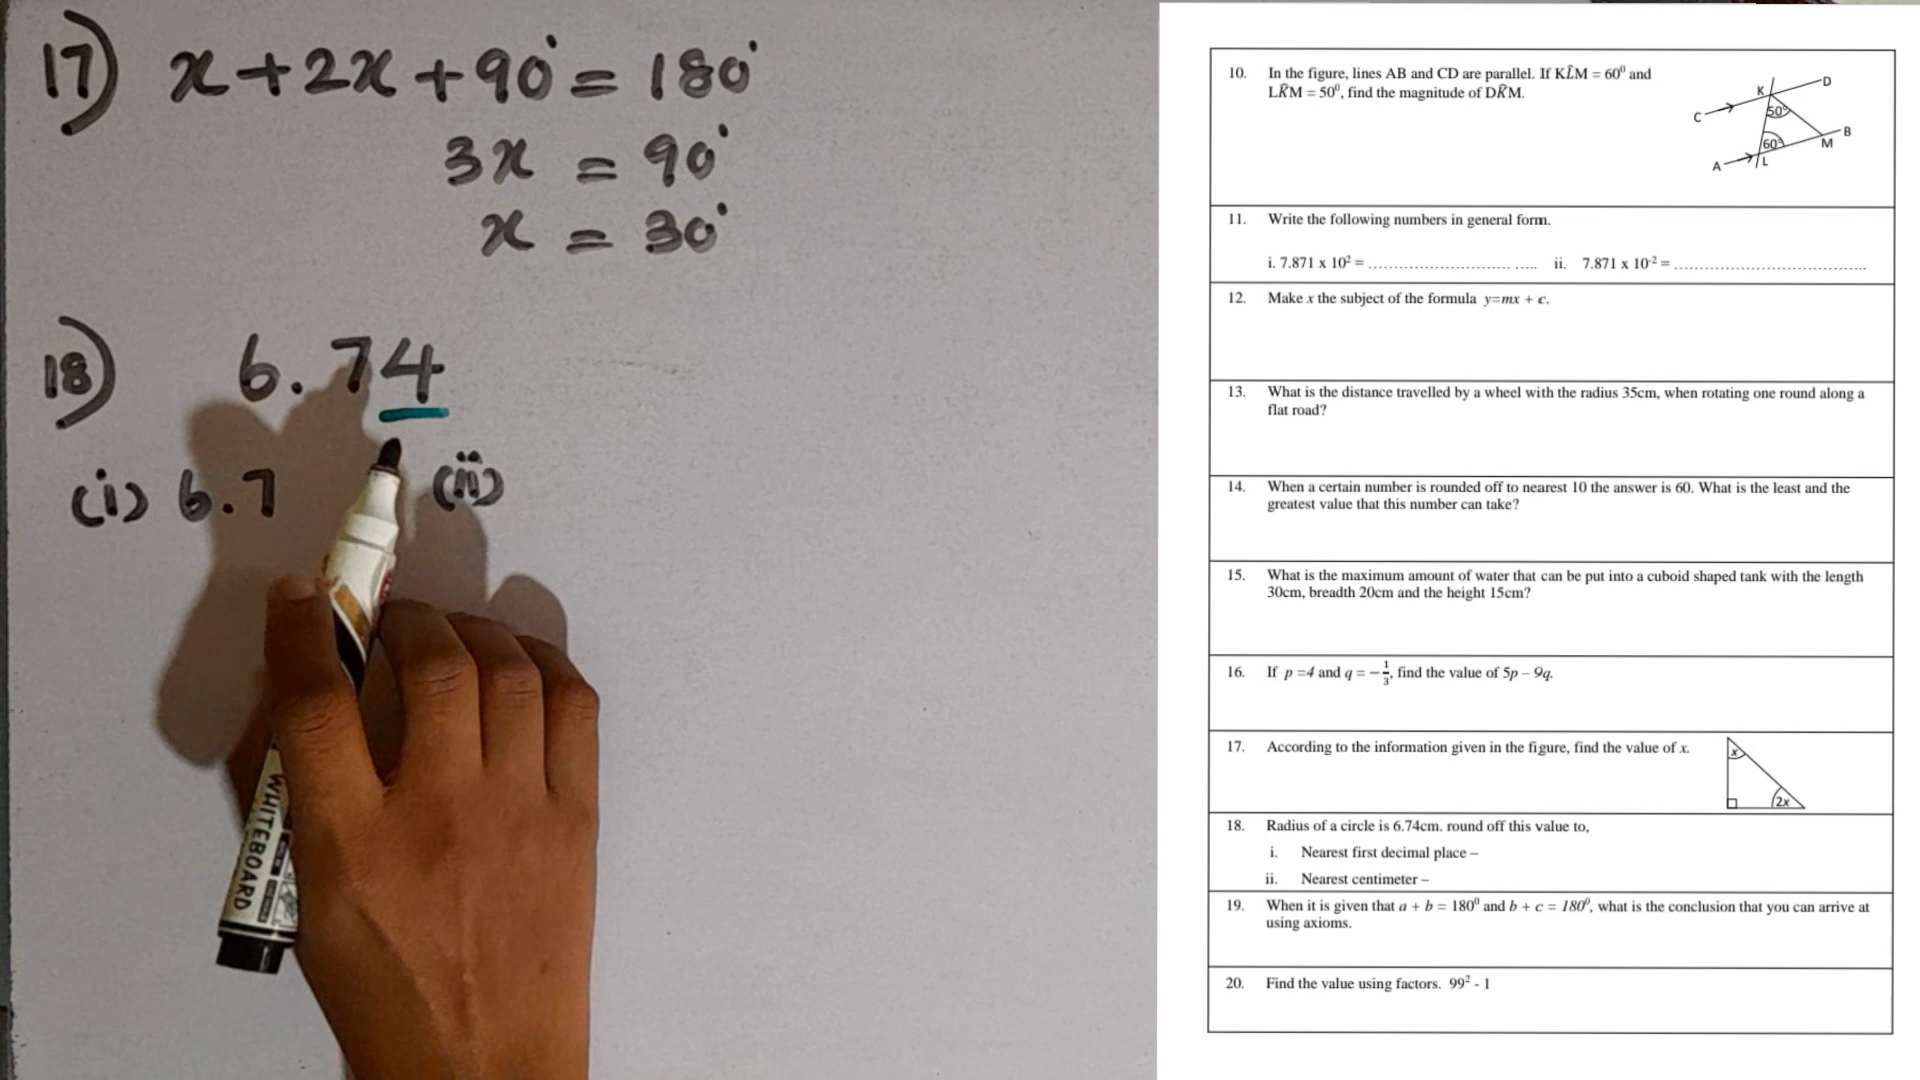 17) x + 2x + 90° = 180°
3x = 90°
x = 30°
18) 6.74
(i) 6.7 (ii)
WHITEBOARD
10. In the figure, lines AB and CD are parallel. If KL̂M = 60⁰ and
LK̂M = 50⁰, find the magnitude of DK̂M.
K D
C 50°
B
60° M
A L
11. Write the following numbers in general form.
i. 7.871 x 10² = ............................... ii. 7.871 x 10⁻² = .......................................
12. Make x the subject of the formula y=mx + c.
13. What is the distance travelled by a wheel with the radius 35cm, when rotating one round along a
flat road?
14. When a certain number is rounded off to nearest 10 the answer is 60. What is the least and the
greatest value that this number can take?
15. What is the maximum amount of water that can be put into a cuboid shaped tank with the length
30cm, breadth 20cm and the height 15cm?
16. If p =4 and q = −1/3, find the value of 5p – 9q.
17. According to the information given in the figure, find the value of x.
x
2x
18. Radius of a circle is 6.74cm. round off this value to,
i. Nearest first decimal place –
ii. Nearest centimeter –
19. When it is given that a + b = 180⁰ and b + c = 180⁰, what is the conclusion that you can arrive at
using axioms.
20. Find the value using factors. 99² - 1